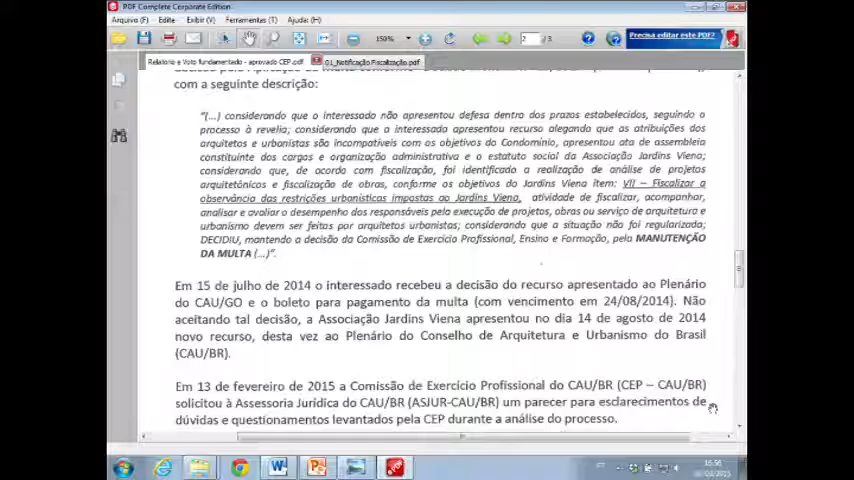 PDF Complete Corporate Edition
Arquivo (F) Edita Exibir (V) Ferramentas (T) Ajuda: (H)
150% 2 / 3 Precisa editar este PDF?
Relatorio e Voto fundamentado - aprovado CEP.pdf 01_Notificação Fiscalização.pdf
com a seguinte descrição:
"(...) considerando que o interessado não apresentou defesa dentro dos prazos estabelecidos, seguindo o
processo à revelia; considerando que a interessada apresentou recurso alegando que as atribuições dos
arquitetos e urbanistas são incompatíveis com os objetivos do Condomínio, apresentou ata de assembleia
constituinte dos cargos e organização administrativa e o estatuto social da Associação Jardins Viena;
considerando que, de acordo com fiscalização, foi identificado a realização de análise de projetos
arquitetônicos e fiscalização de obras, conforme os objetivos do Jardins Viena item: VII – Fiscalizar a
observância das restrições urbanísticas impostas ao Jardins Viena, atividade de fiscalizar, acompanhar,
analisar e avaliar o desempenho dos responsáveis pela execução de projetos, obras ou serviço de arquitetura e
urbanismo devem ser feitos por arquitetos urbanistas; considerando que a situação não foi regularizada;
DECIDIU, mantendo a decisão da Comissão de Exercício Profissional, Ensino e Formação, pela MANUTENÇÃO
DA MULTA (...)".
Em 15 de julho de 2014 o interessado recebeu a decisão do recurso apresentado ao Plenário
do CAU/GO e o boleto para pagamento da multa (com vencimento em 24/08/2014). Não
aceitando tal decisão, a Associação Jardins Viena apresentou no dia 14 de agosto de 2014
novo recurso, desta vez ao Plenário do Conselho de Arquitetura e Urbanismo do Brasil
(CAU/BR).
Em 13 de fevereiro de 2015 a Comissão de Exercício Profissional do CAU/BR (CEP – CAU/BR)
solicitou à Assessoria Jurídica do CAU/BR (ASJUR-CAU/BR) um parecer para esclarecimentos de
dúvidas e questionamentos levantados pela CEP durante a análise do processo.
PT 16:56